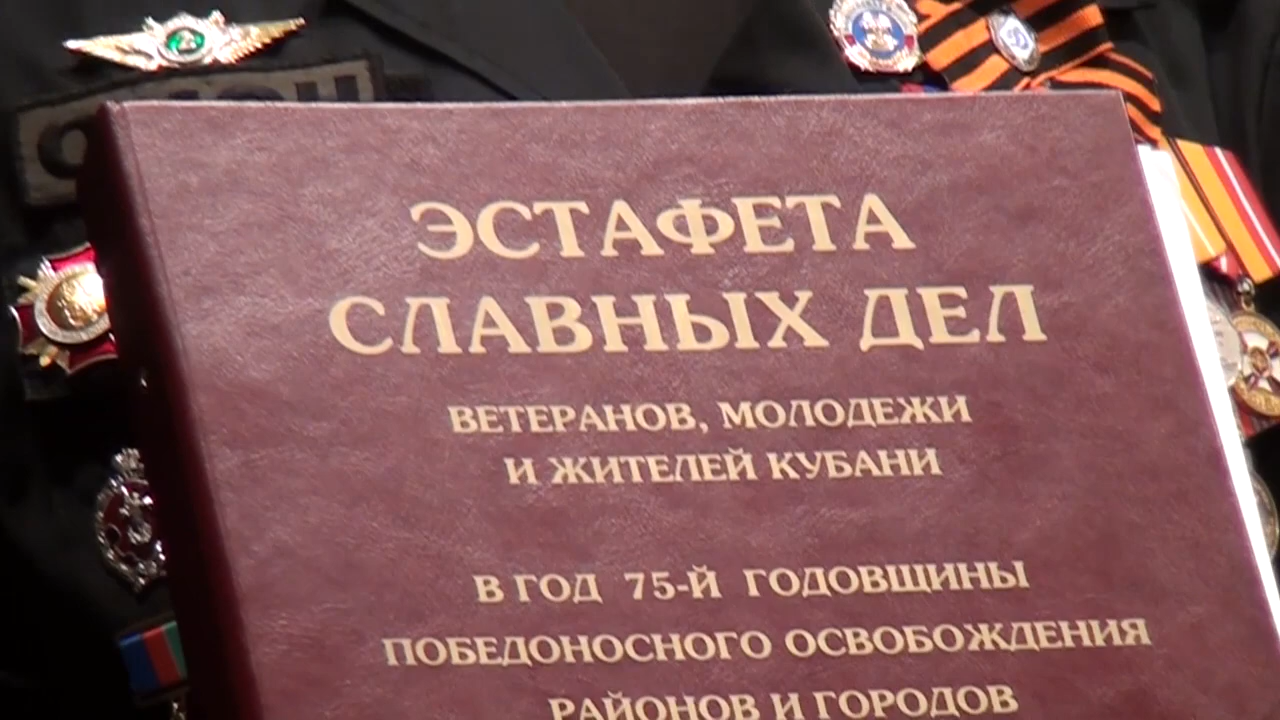 ЭСТАФЕТА
СЛАВНЫХ ДЕЛ
ВЕТЕРАНОВ, МОЛОДЕЖИ
И ЖИТЕЛЕЙ КУБАНИ
В ГОД 75-Й ГОДОВЩИНЫ
ПОБЕДОНОСНОГО ОСВОБОЖДЕНИЯ
РАЙОНОВ И ГОРОДОВ